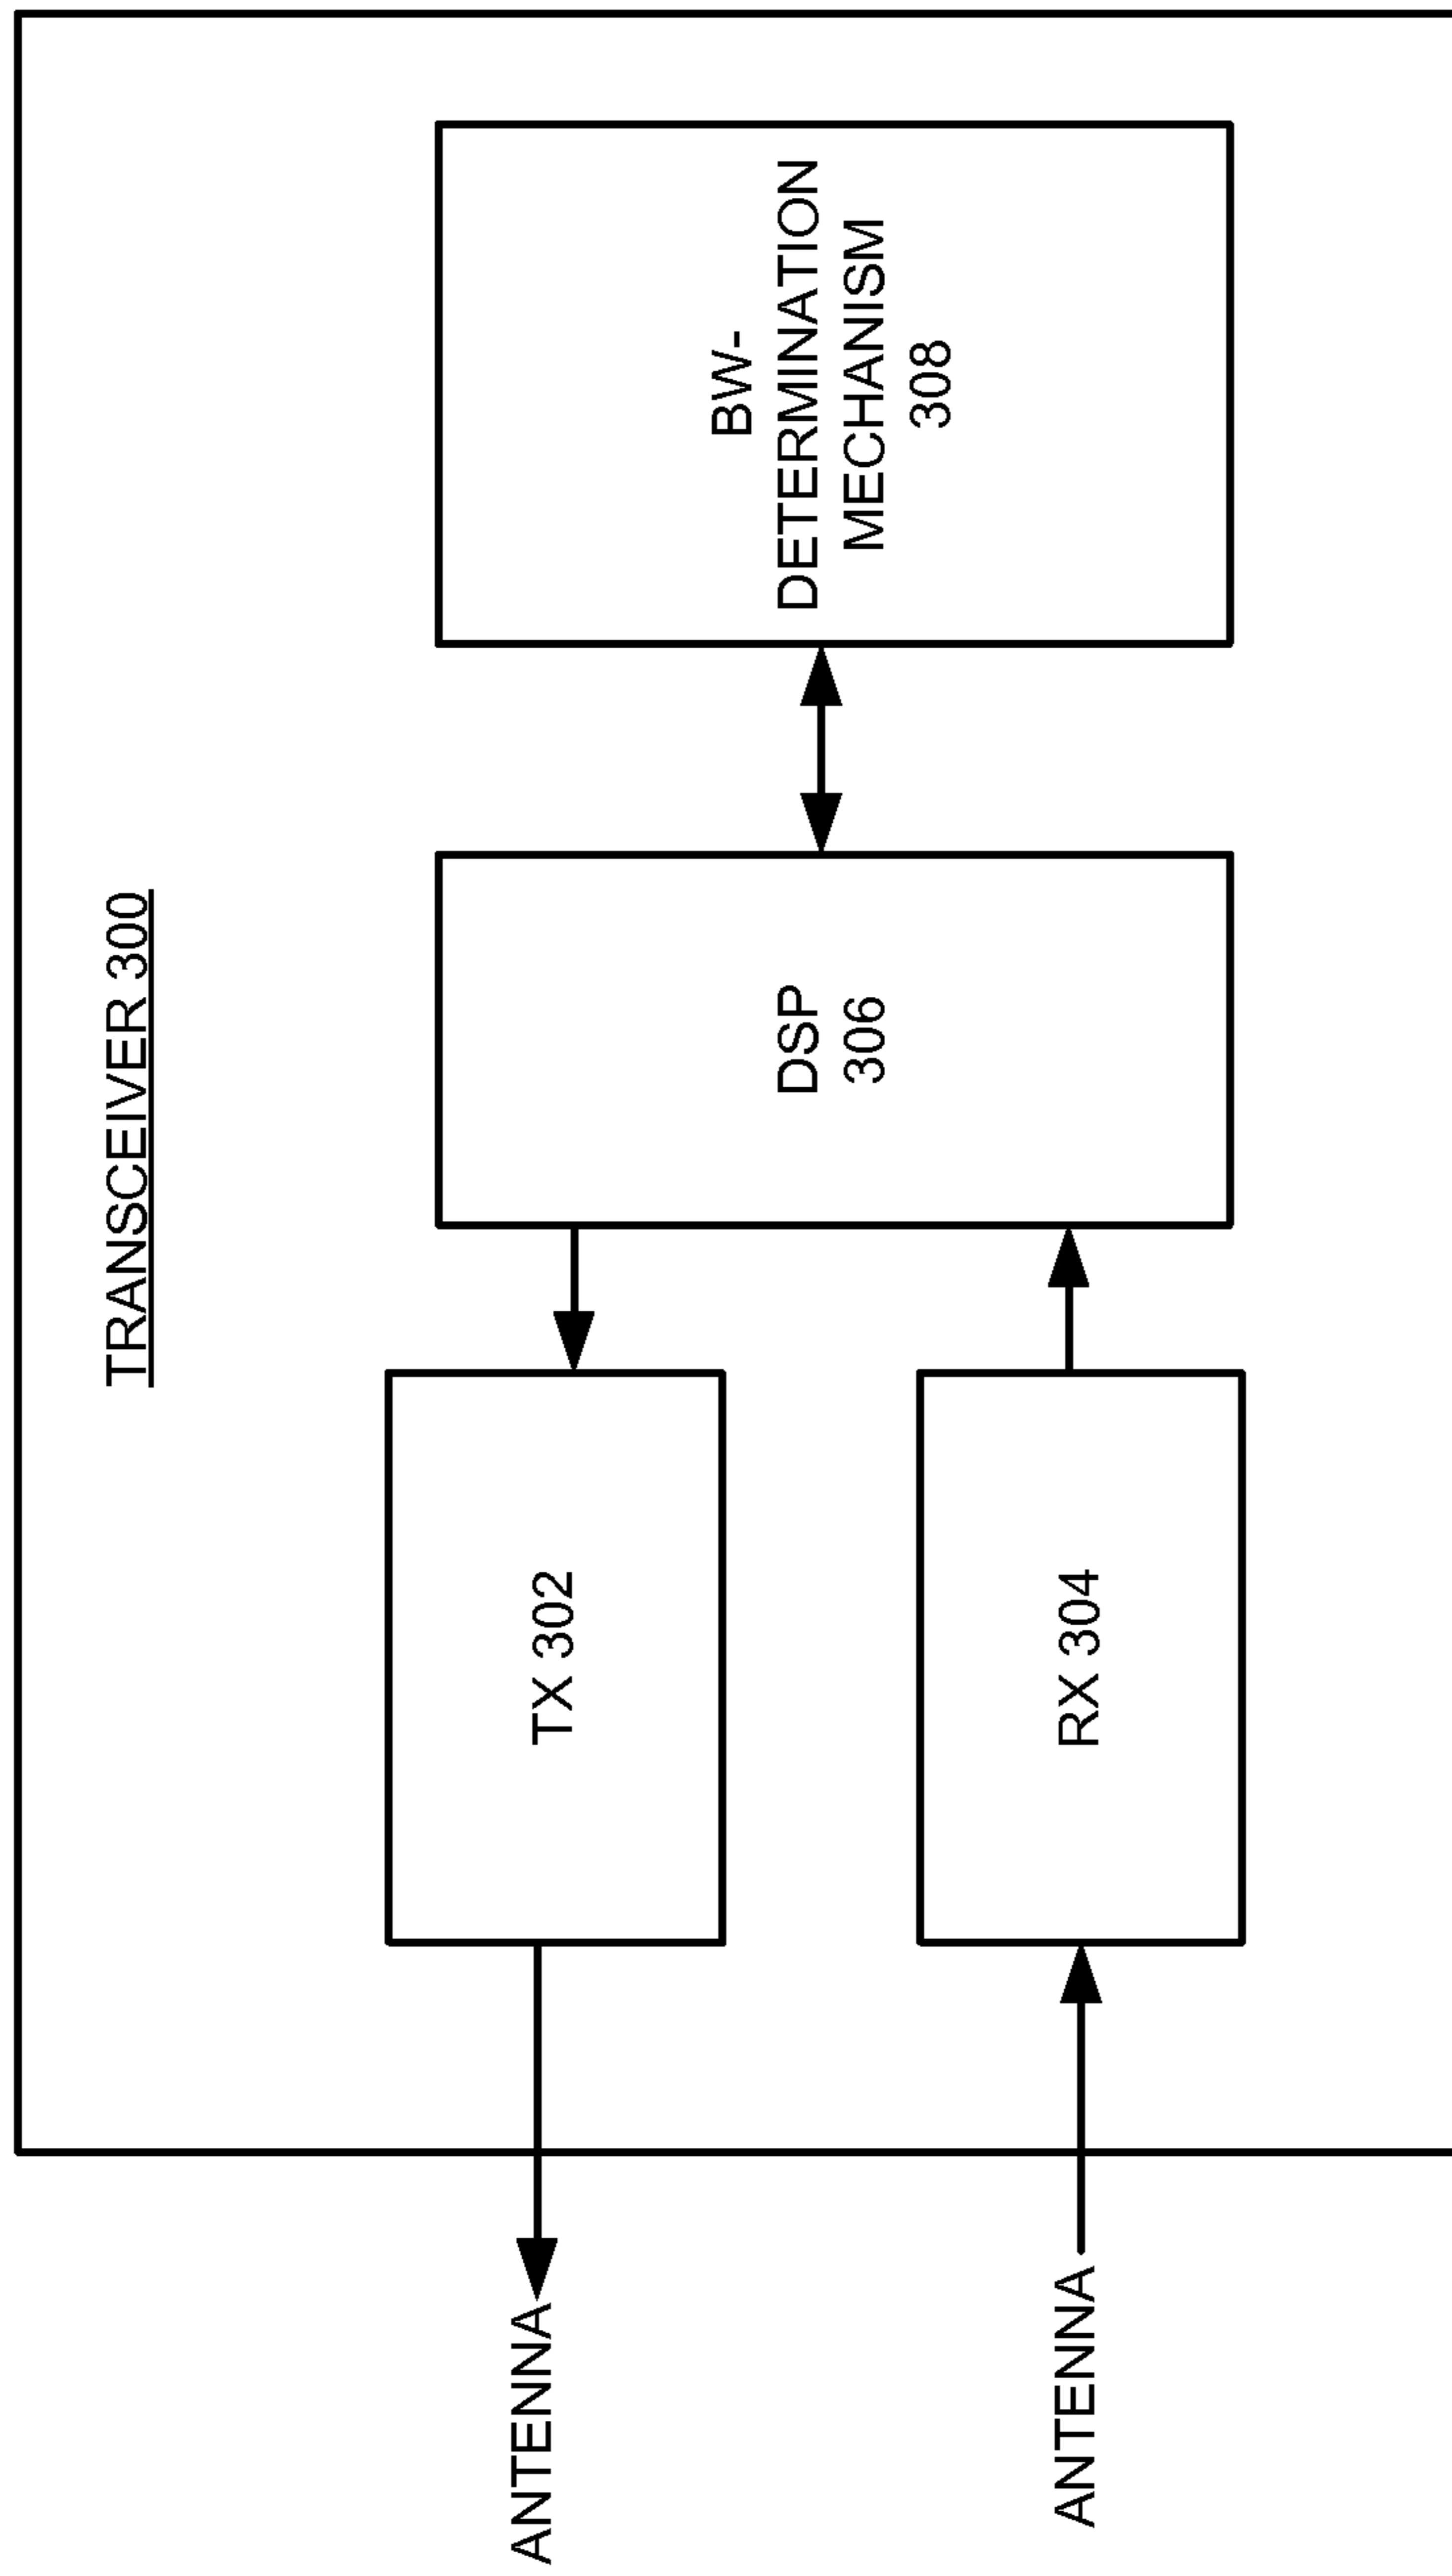 TRANSCEIVER 300
ANTENNA
TX 302
DSP
306
BW-
DETERMINATION
MECHANISM
308
ANTENNA
RX 304